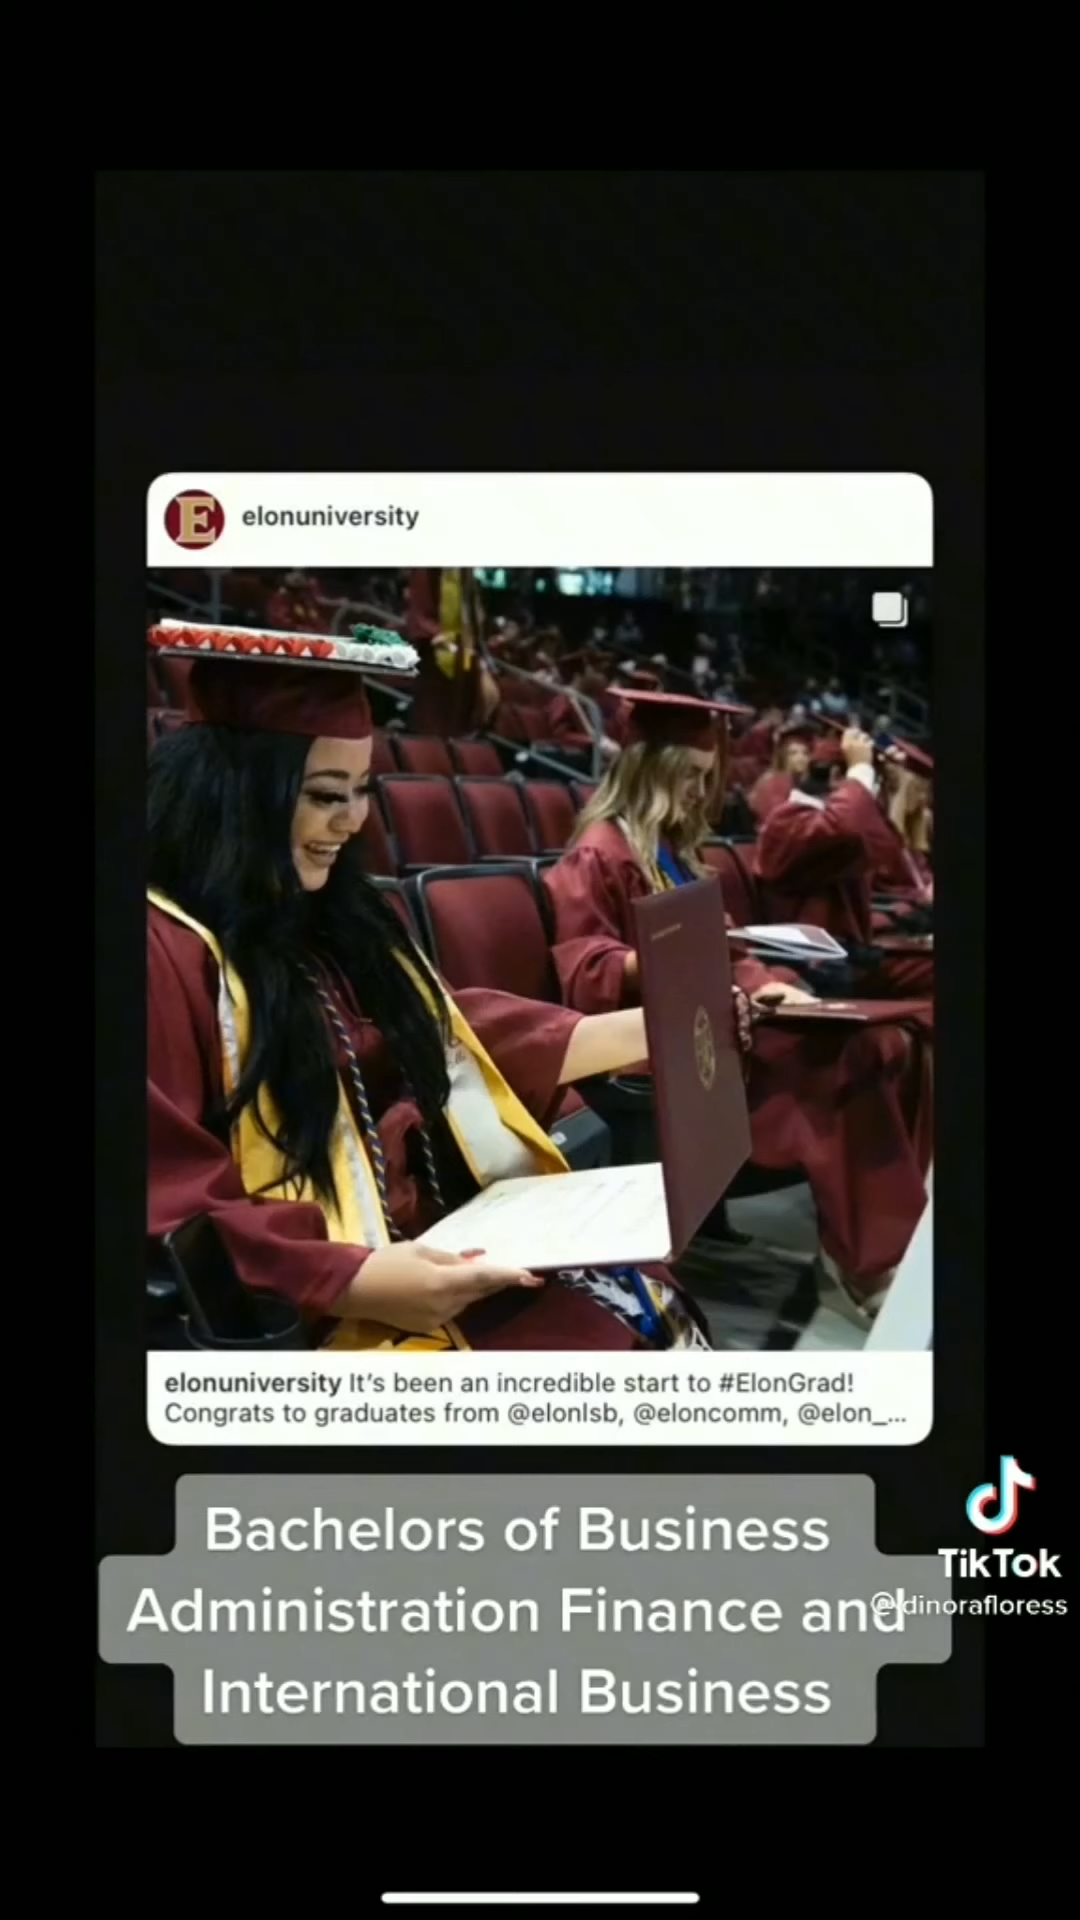 E
elonuniversity
elonuniversity It's been an incredible start to #ElonGrad!
Congrats to graduates from @elonlsb, @eloncomm, @elon_...
Bachelors of Business
Administration Finance and
International Business
TikTok
@dinorafloress